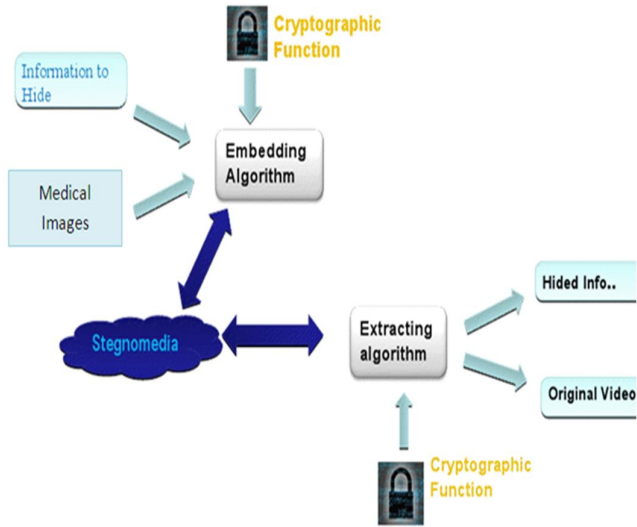 Cryptographic
Function
Information to
Hide
Embedding
Algorithm
Medical
Images
Hided Info..
Stegnomedia
Extracting
algorithm
Original Video
Cryptographic
Function